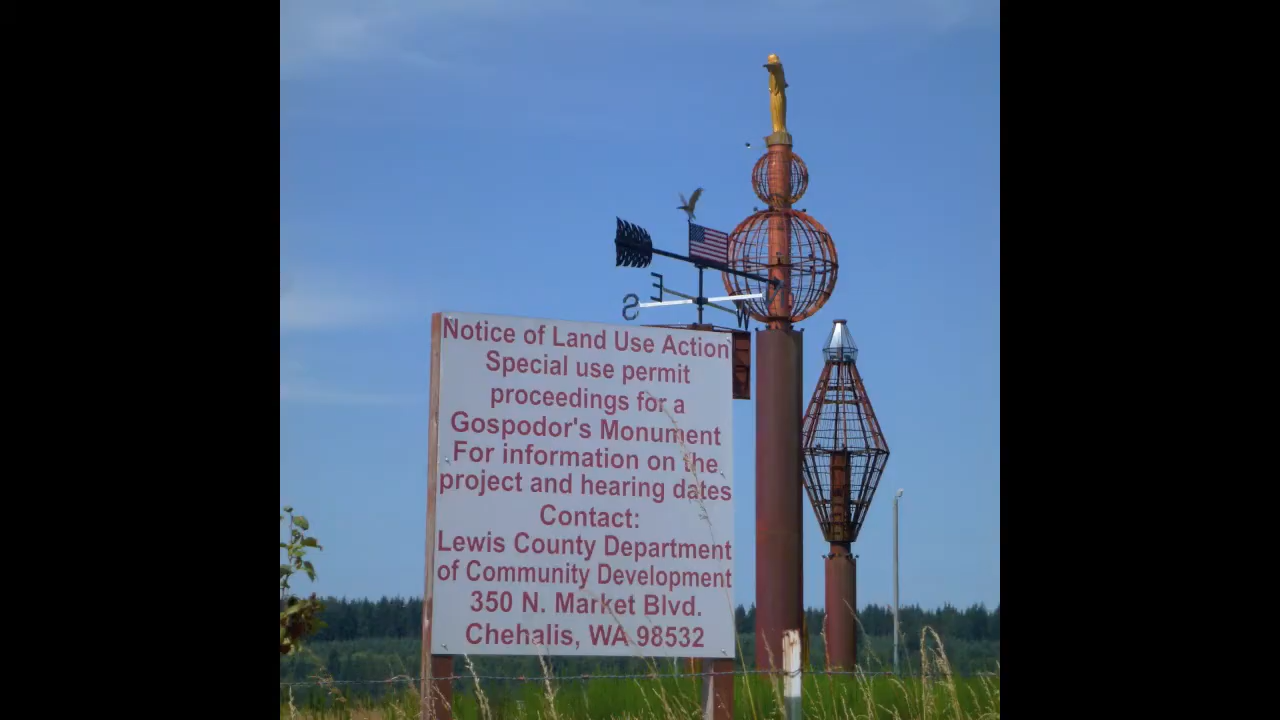 E
S
W
Notice of Land Use Action
Special use permit
proceedings for a
Gospodor's Monument
For information on the
project and hearing dates
Contact:
Lewis County Department
of Community Development
350 N. Market Blvd.
Chehalis, WA 98532